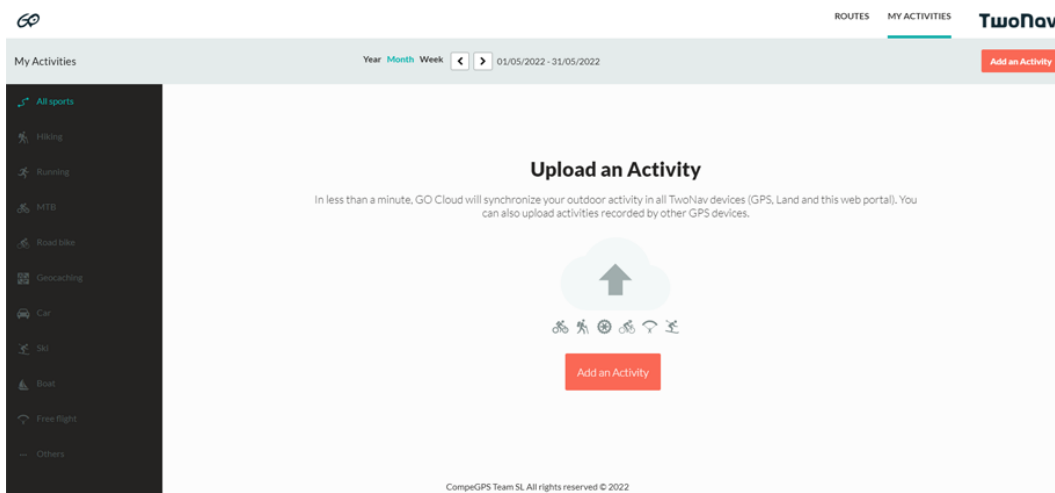 GO
ROUTES MY ACTIVITIES TwoNav
My Activities
Year Month Week 01/05/2022 - 31/05/2022
Add an Activity
All sports
Hiking
Running
MTB
Road bike
Geocaching
Car
Ski
Boat
Free flight
Others
Upload an Activity
In less than a minute, GO Cloud will synchronize your outdoor activity in all TwoNav devices (GPS, Land and this web portal). You
can also upload activities recorded by other GPS devices.
Add an Activity
CompeGPS Team SL All rights reserved © 2022